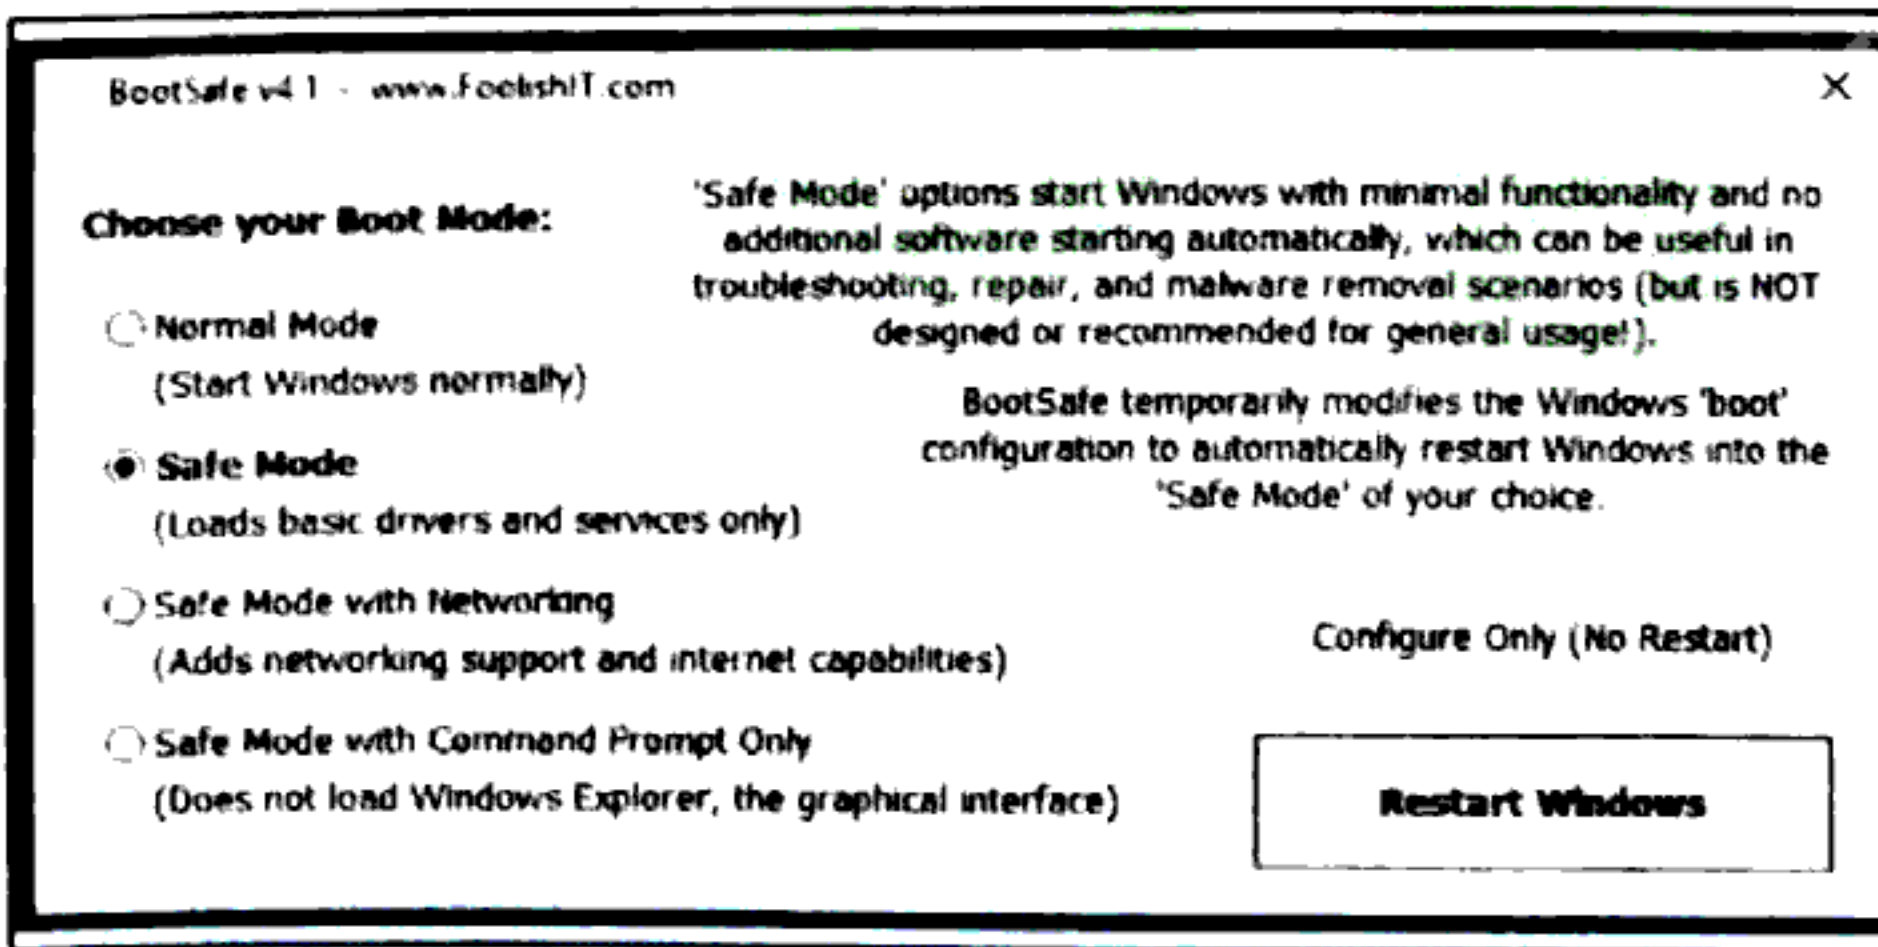 BootSafe v4.1 - www.FoolishIT.com
Choose your Boot Mode:
Normal Mode
(Start Windows normally)
Safe Mode
(Loads basic drivers and services only)
Safe Mode with Networking
(Adds networking support and internet capabilities)
Safe Mode with Command Prompt Only
(Does not load Windows Explorer, the graphical interface)
'Safe Mode' options start Windows with minimal functionality and no
additional software starting automatically, which can be useful in
troubleshooting, repair, and malware removal scenarios (but is NOT
designed or recommended for general usage!).
BootSafe temporarily modifies the Windows 'boot'
configuration to automatically restart Windows into the
'Safe Mode' of your choice.
Configure Only (No Restart)
Restart Windows